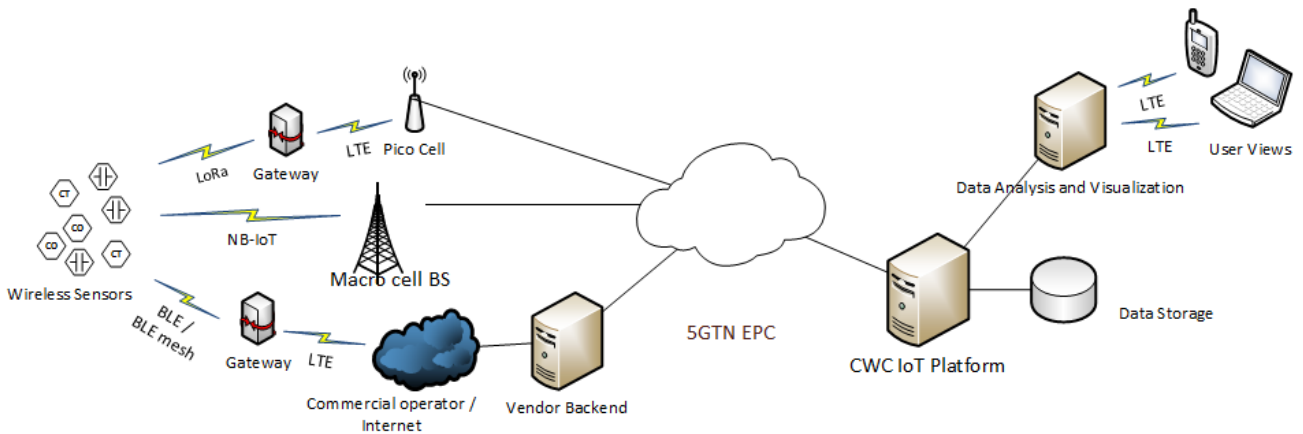 LTE
LTE
User Views
Data Analysis and Visualization
LoRa
Gateway
LTE
Pico Cell
CT
CO
CO
CT
Wireless Sensors
NB-IoT
Macro cell BS
BLE /
BLE mesh
Gateway
LTE
Commercial operator /
Internet
Vendor Backend
5GTN EPC
CWC IoT Platform
Data Storage